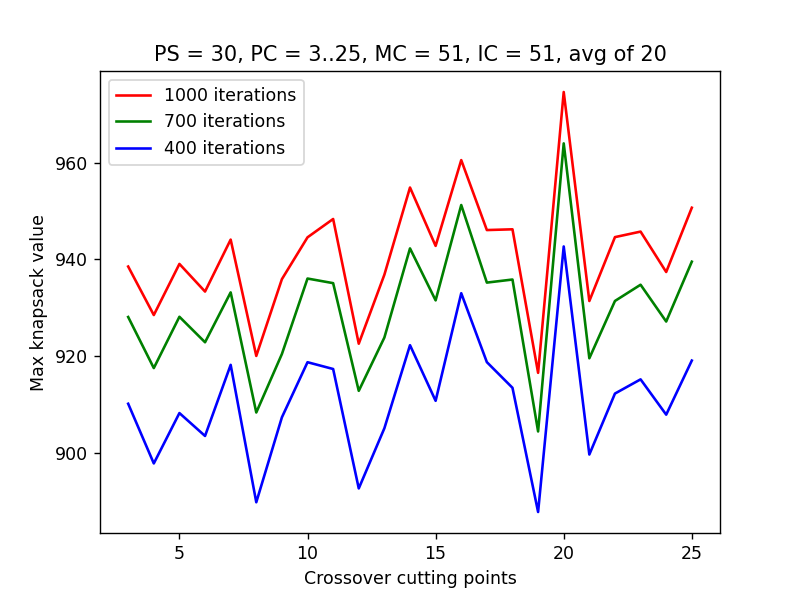 PS = 30, PC = 3..25, MC = 51, IC = 51, avg of 20
1000 iterations
700 iterations
400 iterations
Max knapsack value
960
940
920
900
5 10 15 20 25
Crossover cutting points